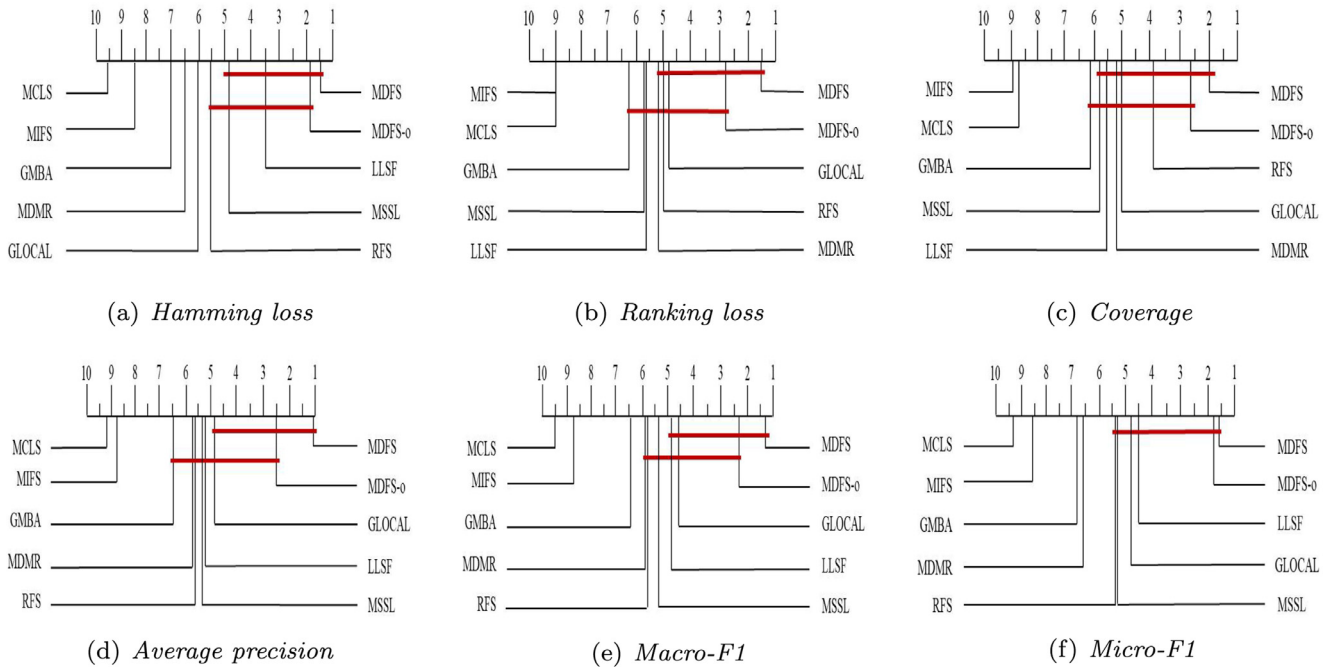 10 9 8 7 6 5 4 3 2 1
MCLS
MIFS
GMBA
MDMR
GLOCAL
MDFS
MDFS-o
LLSF
MSSL
RFS
(a) Hamming loss
10 9 8 7 6 5 4 3 2 1
MIFS
MCLS
GMBA
MSSL
LLSF
MDFS
MDFS-o
GLOCAL
RFS
MDMR
(b) Ranking loss
10 9 8 7 6 5 4 3 2 1
MIFS
MCLS
GMBA
MSSL
LLSF
MDFS
MDFS-o
RFS
GLOCAL
MDMR
(c) Coverage
10 9 8 7 6 5 4 3 2 1
MCLS
MIFS
GMBA
MDMR
RFS
MDFS
MDFS-o
GLOCAL
LLSF
MSSL
(d) Average precision
10 9 8 7 6 5 4 3 2 1
MCLS
MIFS
GMBA
MDMR
RFS
MDFS
MDFS-o
GLOCAL
LLSF
MSSL
(e) Macro-F1
10 9 8 7 6 5 4 3 2 1
MCLS
MIFS
GMBA
MDMR
RFS
MDFS
MDFS-o
LLSF
GLOCAL
MSSL
(f) Micro-F1